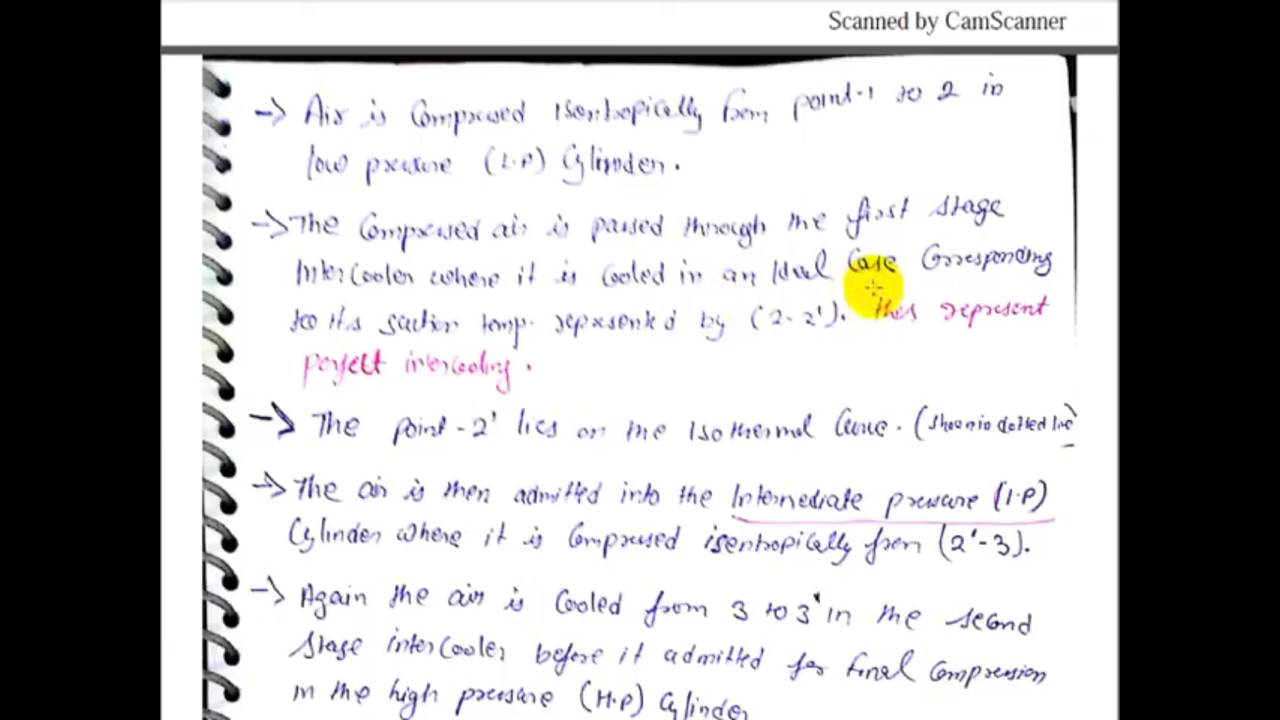 Scanned by CamScanner
→ Air is compressed isentropically from point-1 to 2 in
low pressure (L.P) Cylinder.
→ The Compressed air is passed through the first stage
Intercooler where it is cooled in an Ideal Case Corresponding
to its suction temp. represented by (2-2'). this represent
perfect intercooling.
→ The point-2' lies on the Isothermal Curve. (Shown in dotted line)
→ The air is then admitted into the Intermediate pressure (I.P)
Cylinder where it is Compressed isentropically from (2'-3).
→ Again the air is Cooled from 3 to 3' in the second
stage intercooler before it admitted for final compression
in the high pressure (H.P) Cylinder